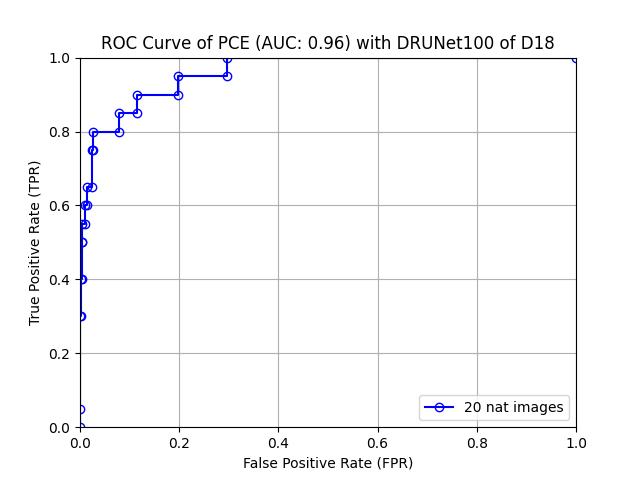 ROC Curve of PCE (AUC: 0.96) with DRUNet100 of D18
1.0
0.8
0.6
0.4
0.2
0.0
True Positive Rate (TPR)
20 nat images
0.0 0.2 0.4 0.6 0.8 1.0
False Positive Rate (FPR)